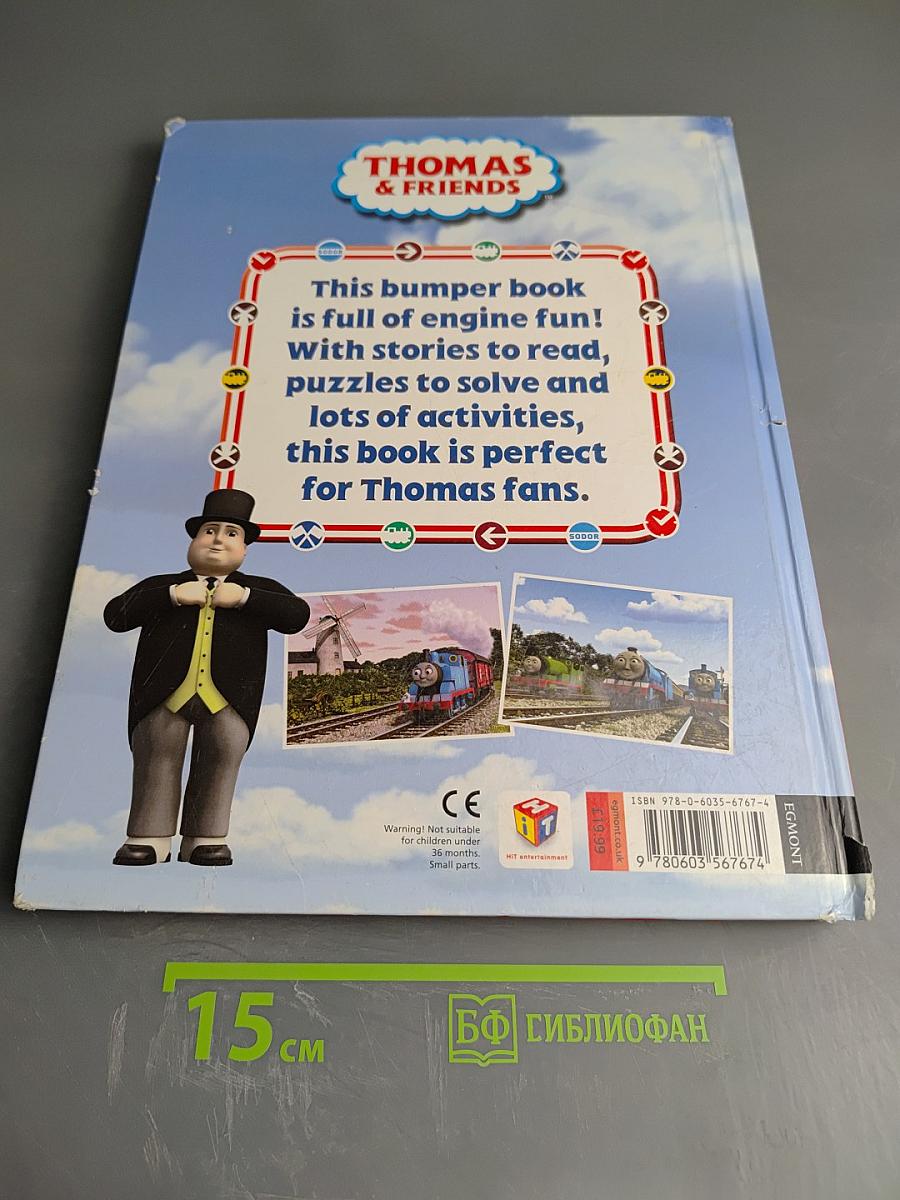 THOMAS
& FRIENDS
SODOR
This bumper book
is full of engine fun!
With stories to read,
puzzles to solve and
lots of activities,
this book is perfect
for Thomas fans.
SODOR
CE
Warning! Not suitable
for children under
36 months.
Small parts.
HiT
HiT entertainment
egmont.co.uk
£19.99
ISBN 978-0-6035-6767-4
9 780603 567674
EGMONT
15 СМ
БФ
БИБЛИОФАН